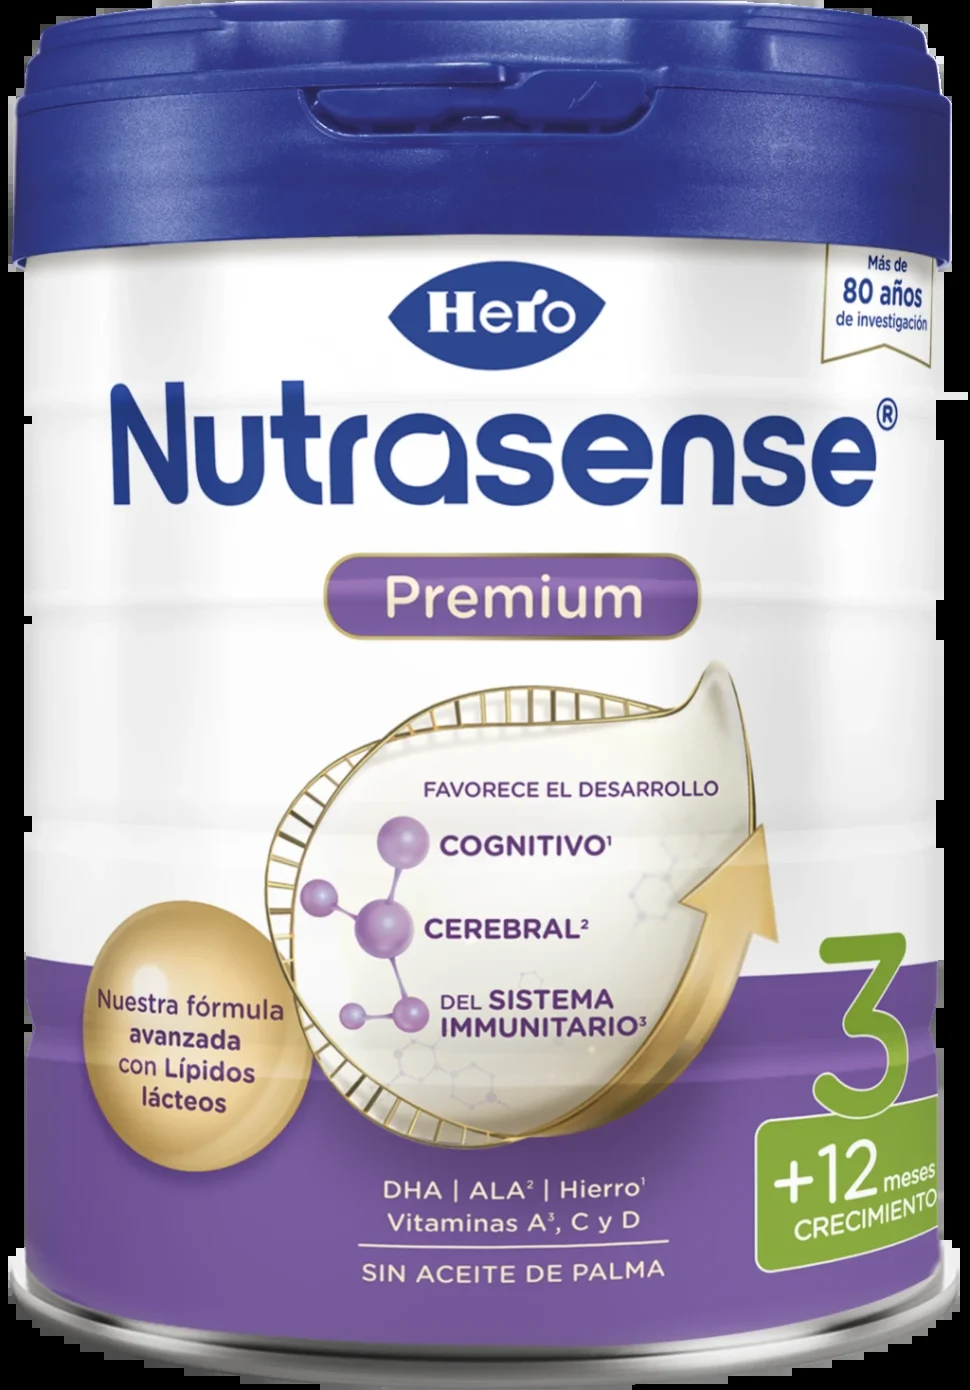 Más de
80 años
de investigación
Hero
Nutrasense®
Premium
FAVORECE EL DESARROLLO
COGNITIVO¹
CEREBRAL²
DEL SISTEMA
IMMUNITARIO³
Nuestra fórmula
avanzada
con Lípidos
lácteos
3
+12 meses
CRECIMIENTO
DHA | ALA² | Hierro¹
Vitaminas A³, C y D
SIN ACEITE DE PALMA